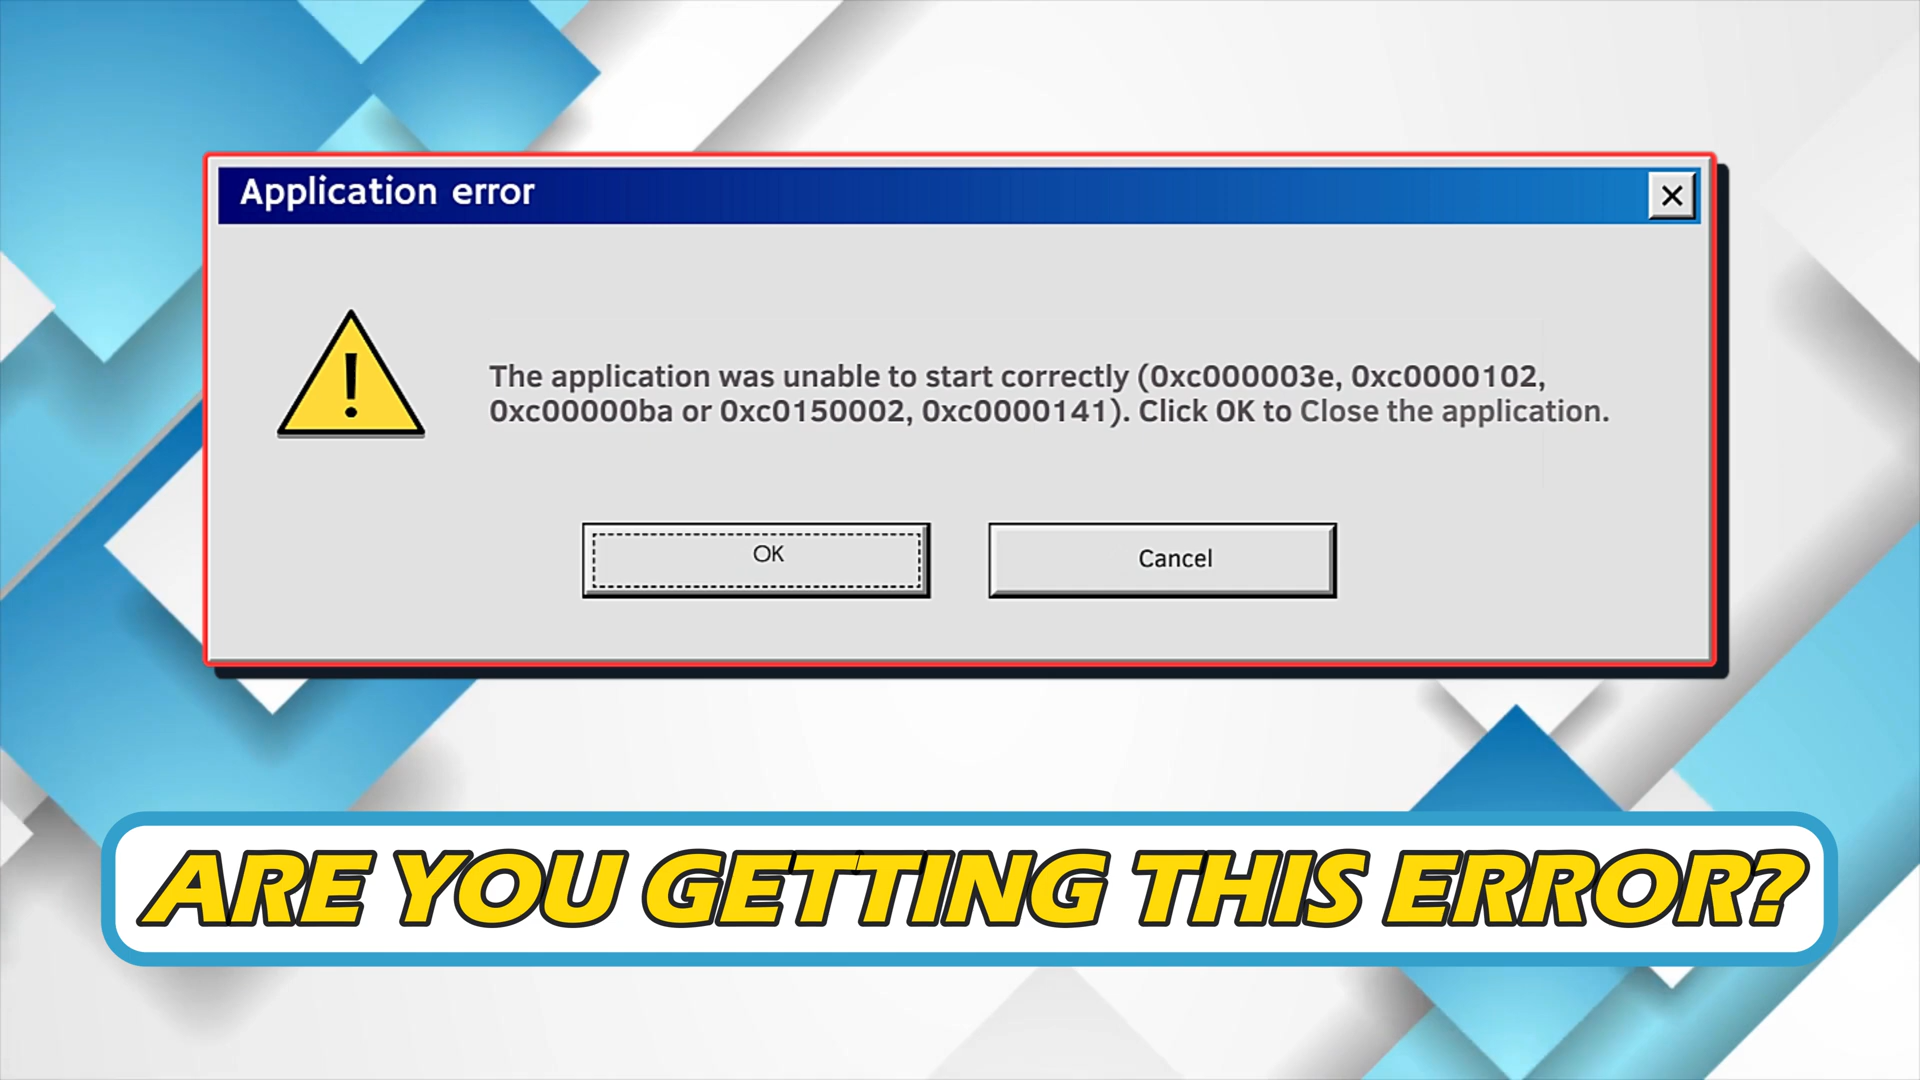 Application error
The application was unable to start correctly (0xc000003e, 0xc0000102,
0xc00000ba or 0xc0150002, 0xc0000141). Click OK to Close the application.
OK
Cancel
ARE YOU GETTING THIS ERROR?